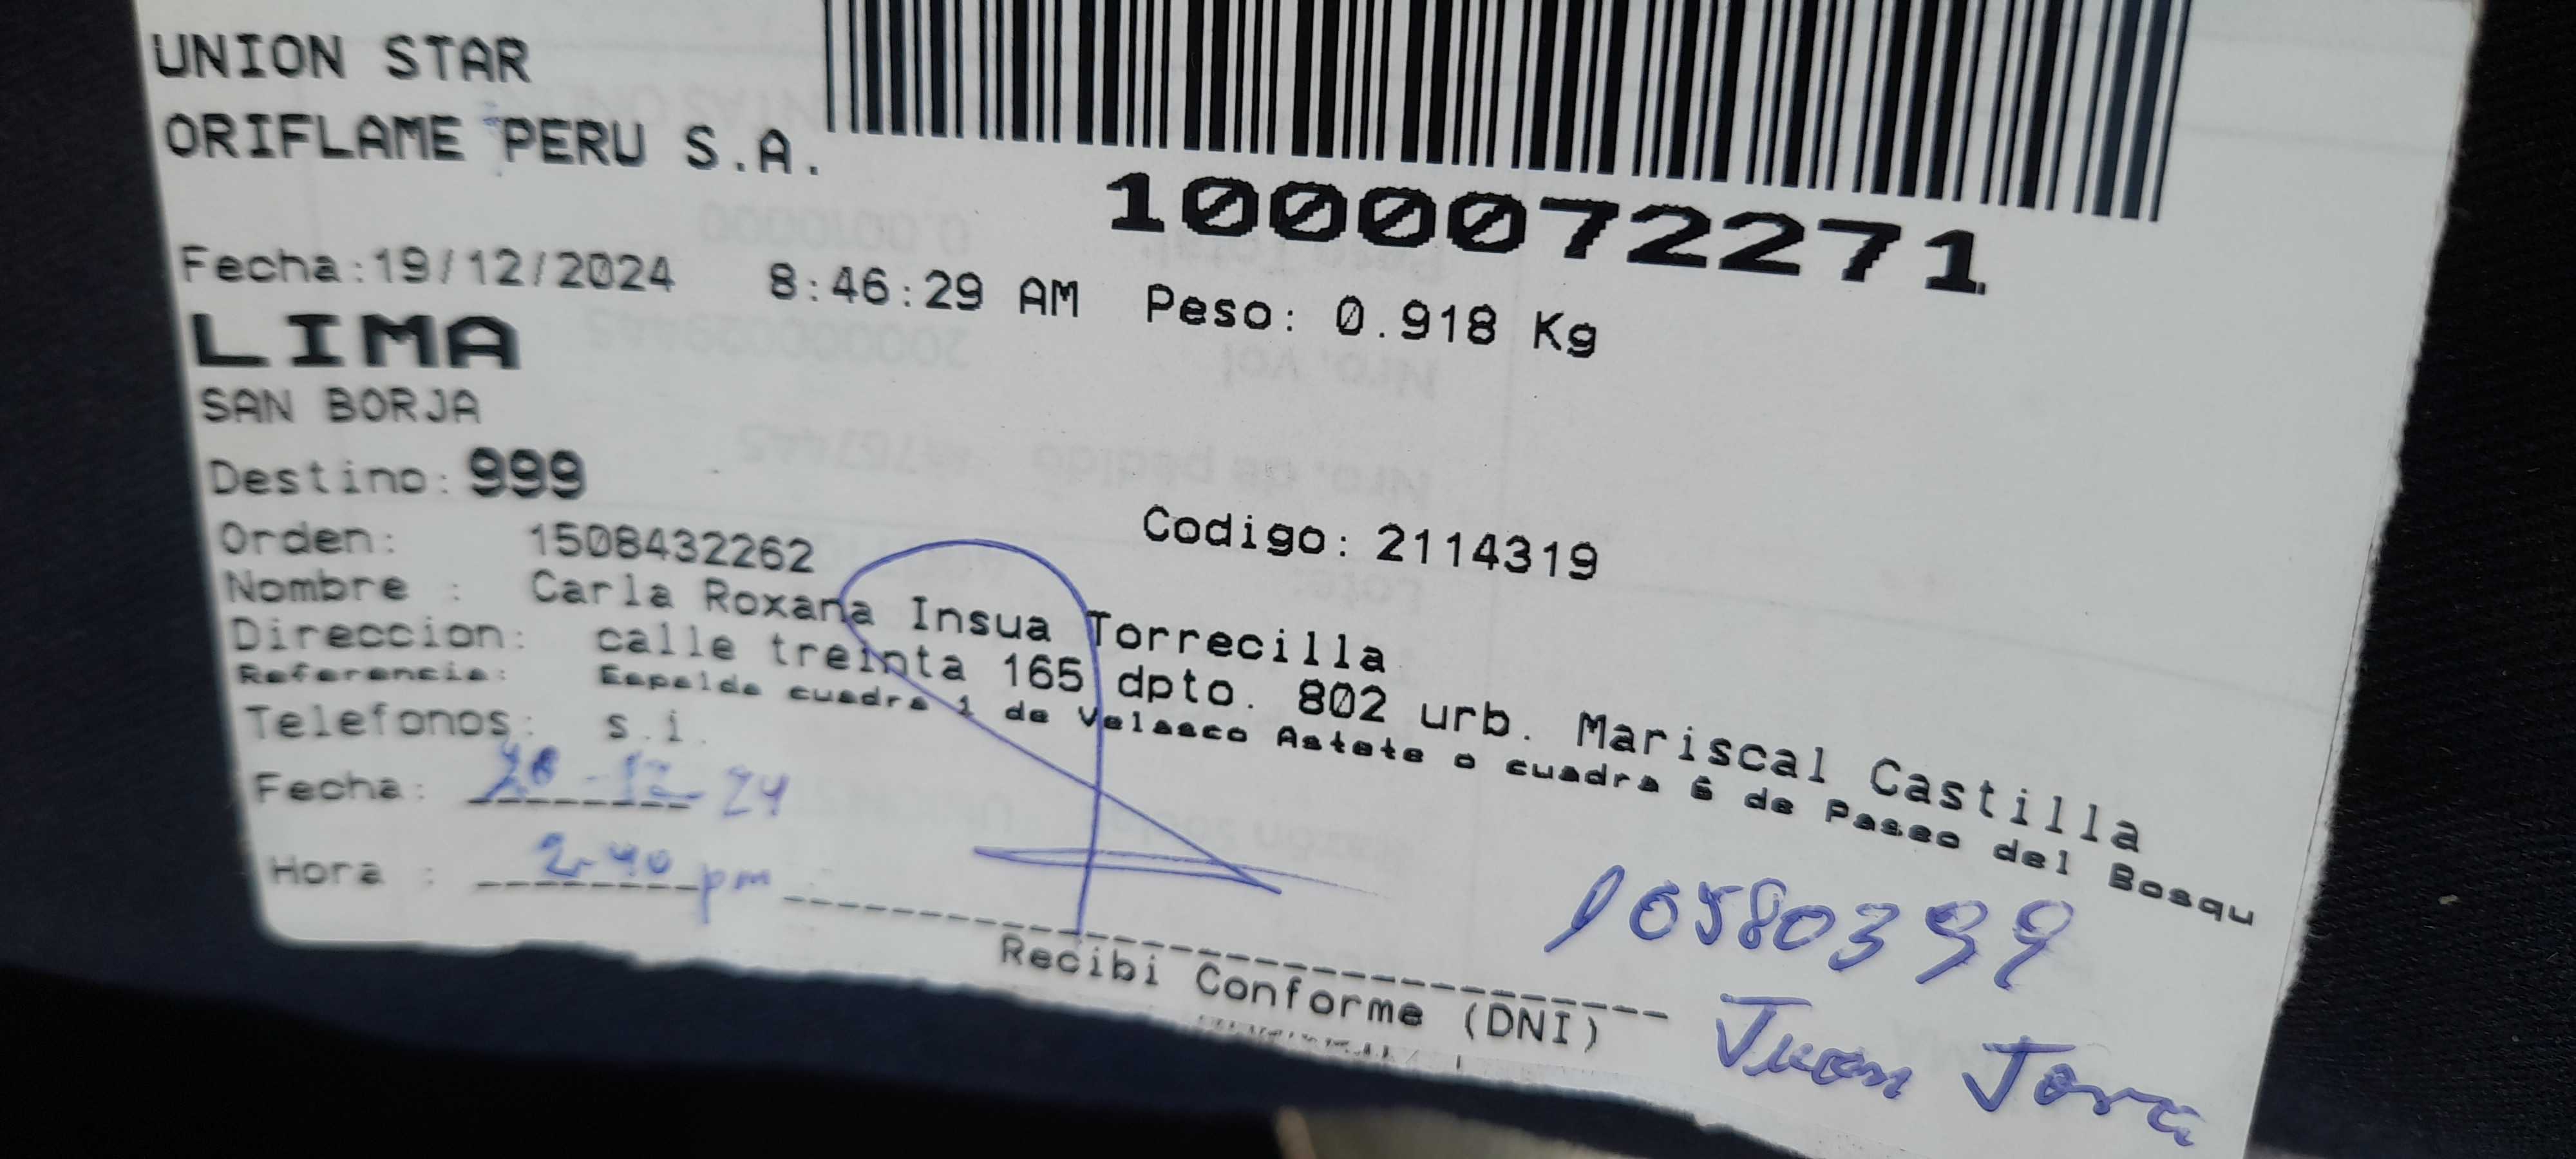 UNION STAR
ORIFLAME PERU S.A.
1000072271
Fecha:19/12/2024 8:46:29 AM Peso: 0.918 Kg
LIMA
SAN BORJA
Destino: 999
Orden: 1508432262 Codigo: 2114319
Nombre : Carla Roxana Insua Torrecilla
Direccion: calle treinta 165 dpto. 802 urb. Mariscal Castilla
Referencia: Espalda cuadra 1 de Velasco Astete o cuadra 6 de Paseo del Bosqu
Telefonos: s.i.
Fecha: 20-12-24
Hora : 2-40 pm
10580399
Recibi Conforme (DNI)
Juan